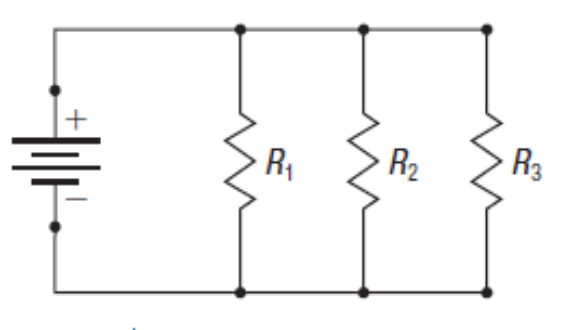 +
R₁ R₂ R₃
−